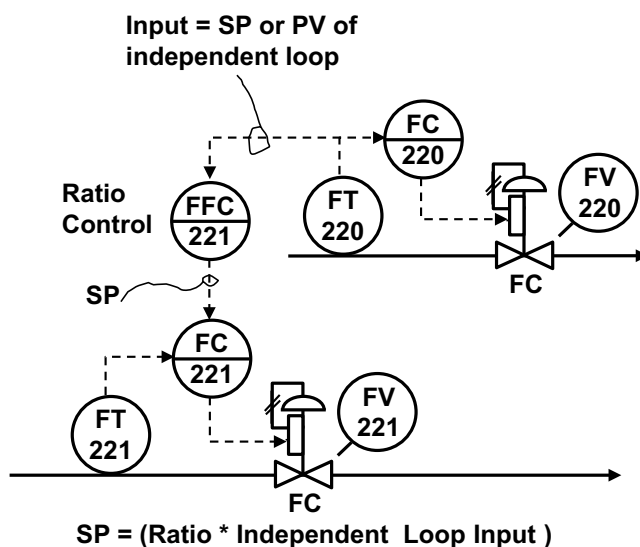 Input = SP or PV of
independent loop
FC
220
Ratio
Control
FFC
221
FT
220
FV
220
FC
SP
FC
221
FT
221
FV
221
FC
SP = (Ratio * Independent Loop Input )